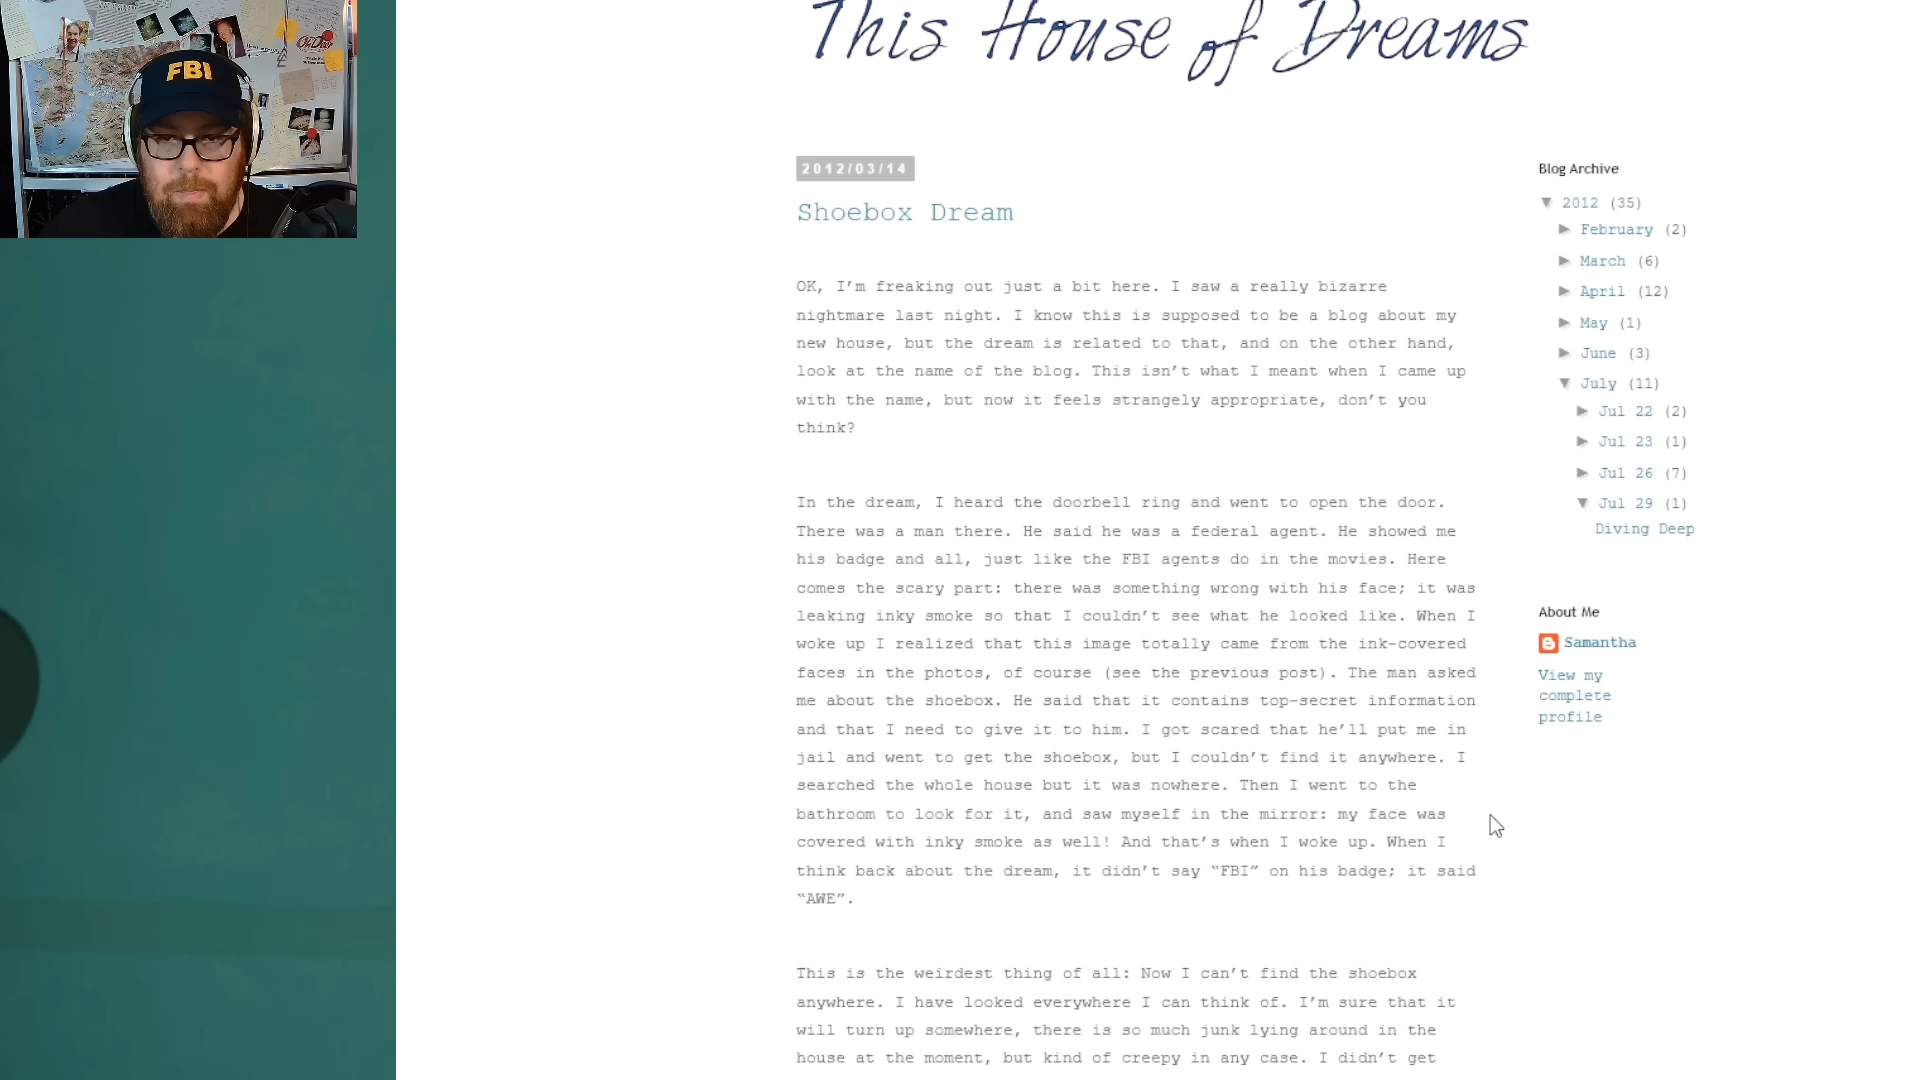 FBI
This House of Dreams
2012/03/14
Shoebox Dream
OK, I’m freaking out just a bit here. I saw a really bizarre
nightmare last night. I know this is supposed to be a blog about my
new house, but the dream is related to that, and on the other hand,
look at the name of the blog. This isn’t what I meant when I came up
with the name, but now it feels strangely appropriate, don’t you
think?
In the dream, I heard the doorbell ring and went to open the door.
There was a man there. He said he was a federal agent. He showed me
his badge and all, just like the FBI agents do in the movies. Here
comes the scary part: there was something wrong with his face; it was
leaking inky smoke so that I couldn’t see what he looked like. When I
woke up I realized that this image totally came from the ink-covered
faces in the photos, of course (see the previous post). The man asked
me about the shoebox. He said that it contains top-secret information
and that I need to give it to him. I got scared that he’ll put me in
jail and went to get the shoebox, but I couldn’t find it anywhere. I
searched the whole house but it was nowhere. Then I went to the
bathroom to look for it, and saw myself in the mirror: my face was
covered with inky smoke as well! And that’s when I woke up. When I
think back about the dream, it didn’t say “FBI” on his badge; it said
“AWE”.
This is the weirdest thing of all: Now I can’t find the shoebox
anywhere. I have looked everywhere I can think of. I’m sure that it
will turn up somewhere, there is so much junk lying around in the
house at the moment, but kind of creepy in any case. I didn’t get
Blog Archive
▼ 2012 (35)
► February (2)
► March (6)
► April (12)
► May (1)
► June (3)
▼ July (11)
► Jul 22 (2)
► Jul 23 (1)
► Jul 26 (7)
▼ Jul 29 (1)
Diving Deep
About Me
Samantha
View my
complete
profile